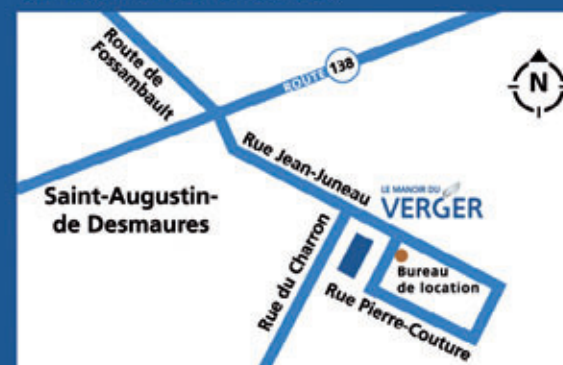 Route de
Fossambault
ROUTE 138
N
Rue Jean-Juneau
LE MANOIR DU
VERGER
Saint-Augustin-
de Desmaures
Rue du Charron
Bureau
de location
Rue Pierre-Couture